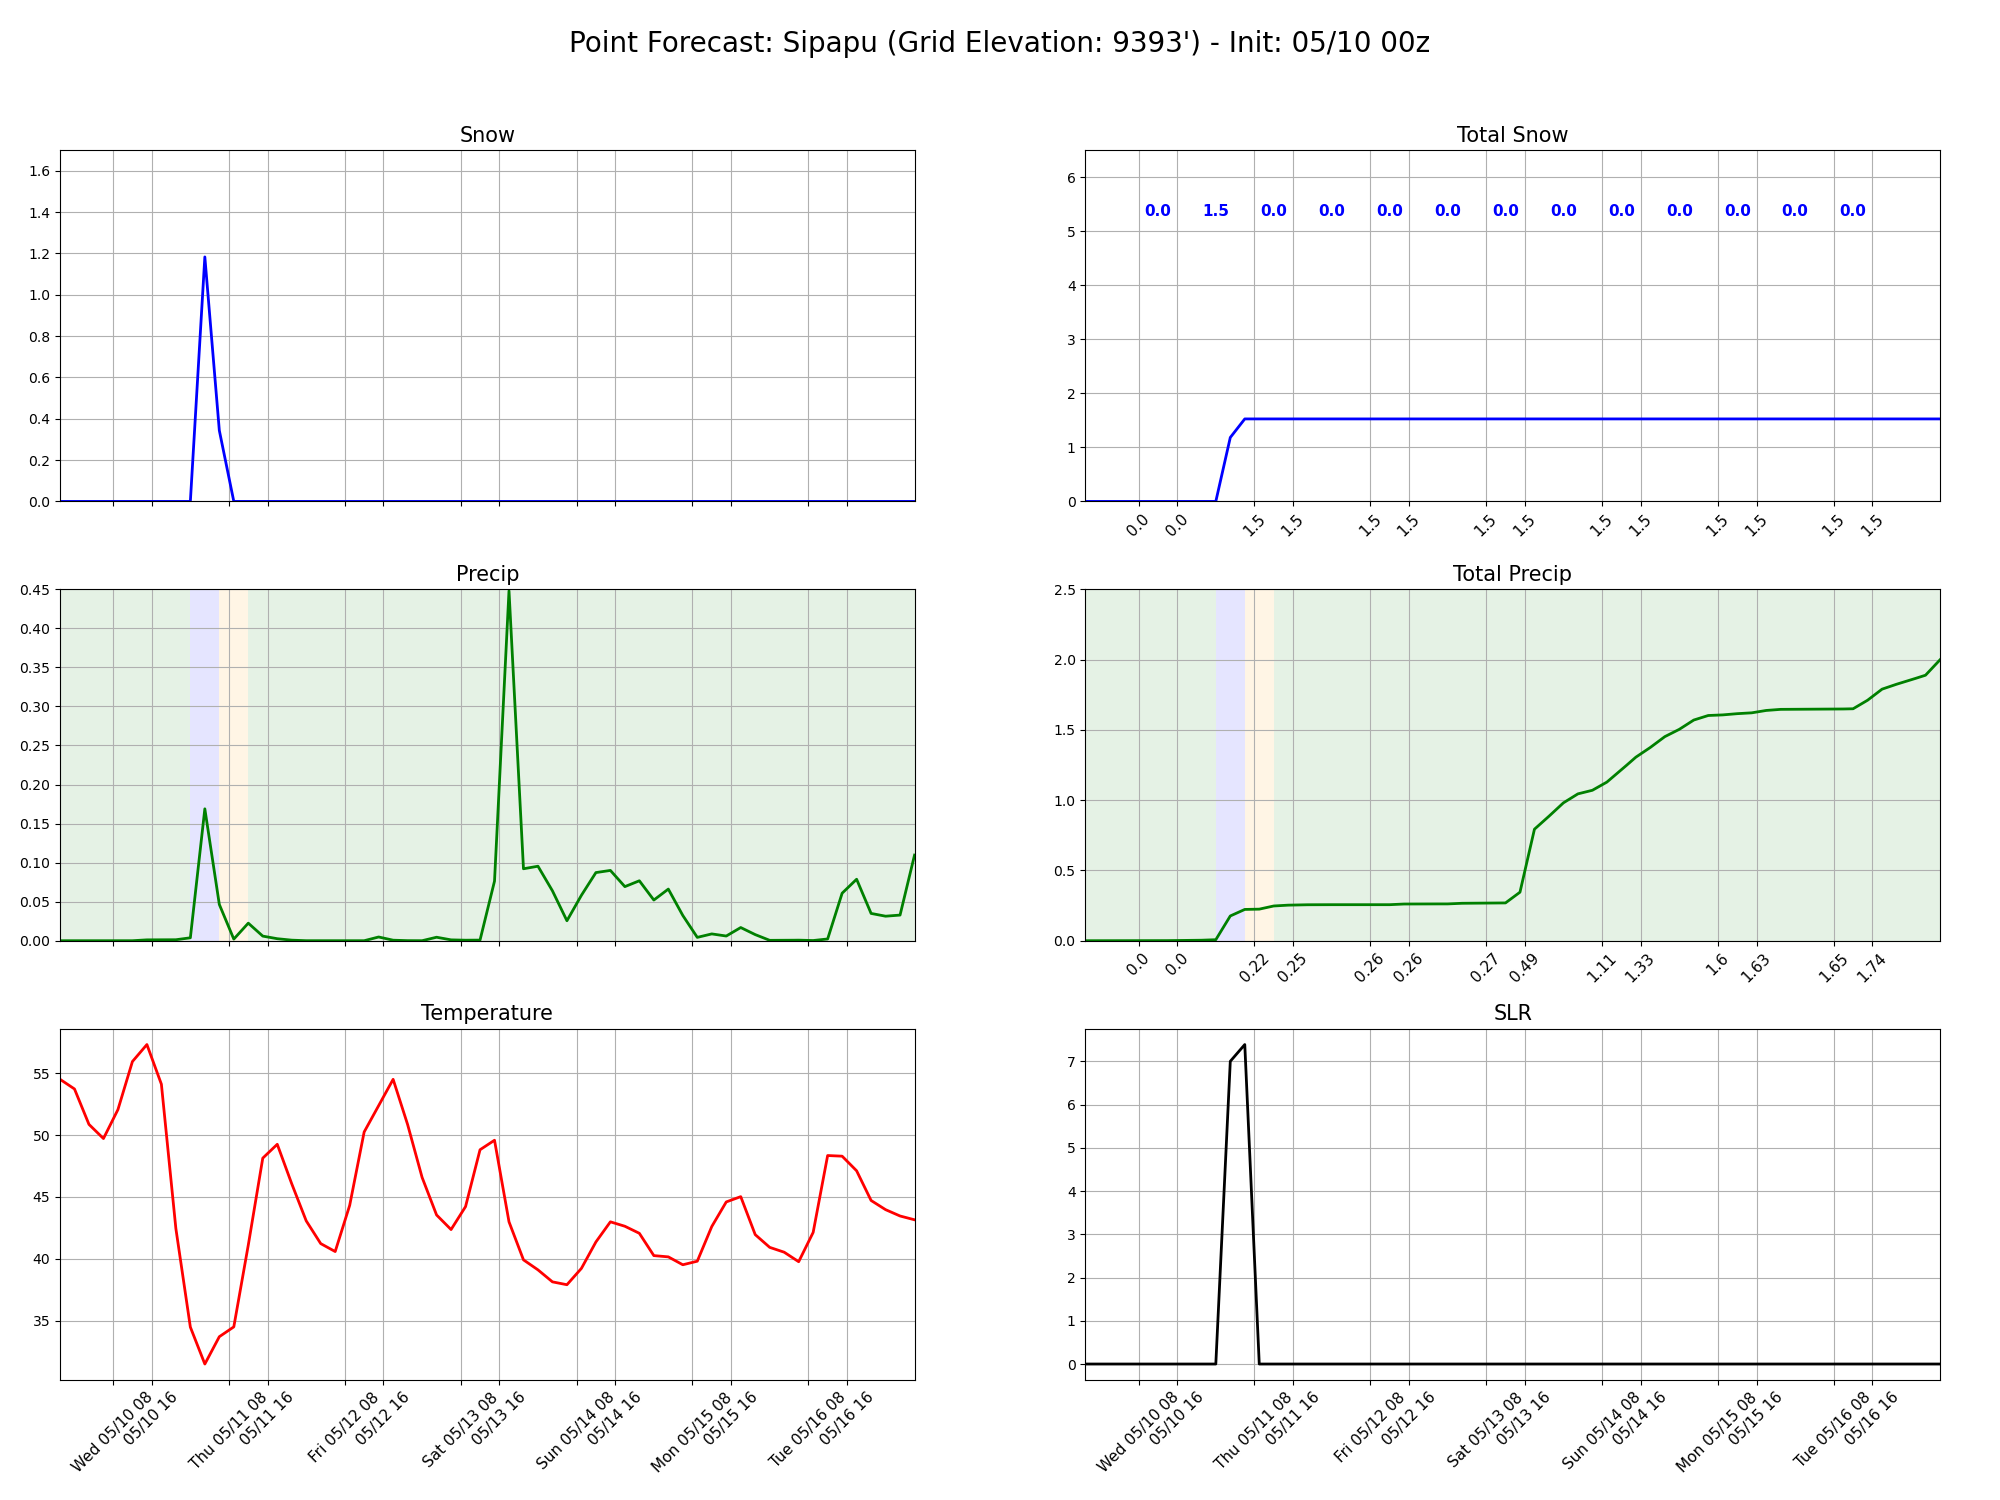 Point Forecast: Sipapu (Grid Elevation: 9393') - Init: 05/10 00z
Snow
1.6
1.4
1.2
1.0
0.8
0.6
0.4
0.2
0.0
Total Snow
6
5
4
3
2
1
0
0.0 1.5 0.0 0.0 0.0 0.0 0.0 0.0 0.0 0.0 0.0 0.0 0.0
0.0 0.0 1.5 1.5 1.5 1.5 1.5 1.5 1.5 1.5 1.5 1.5 1.5 1.5
Precip
0.45
0.40
0.35
0.30
0.25
0.20
0.15
0.10
0.05
0.00
Total Precip
2.5
2.0
1.5
1.0
0.5
0.0
0.0 0.0 0.22 0.25 0.26 0.26 0.27 0.49 1.11 1.33 1.6 1.63 1.65 1.74
Temperature
55
50
45
40
35
Wed 05/10 08
05/10 16
Thu 05/11 08
05/11 16
Fri 05/12 08
05/12 16
Sat 05/13 08
05/13 16
Sun 05/14 08
05/14 16
Mon 05/15 08
05/15 16
Tue 05/16 08
05/16 16
SLR
7
6
5
4
3
2
1
0
Wed 05/10 08
05/10 16
Thu 05/11 08
05/11 16
Fri 05/12 08
05/12 16
Sat 05/13 08
05/13 16
Sun 05/14 08
05/14 16
Mon 05/15 08
05/15 16
Tue 05/16 08
05/16 16